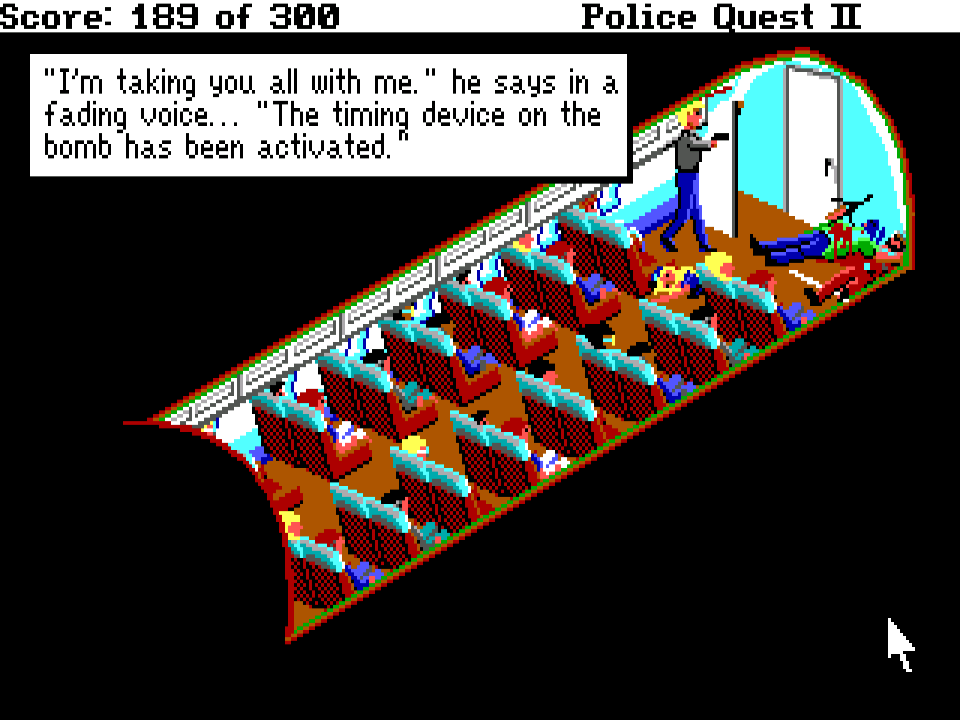 Score: 189 of 300 Police Quest II
"I'm taking you all with me." he says in a
fading voice... "The timing device on the
bomb has been activated."